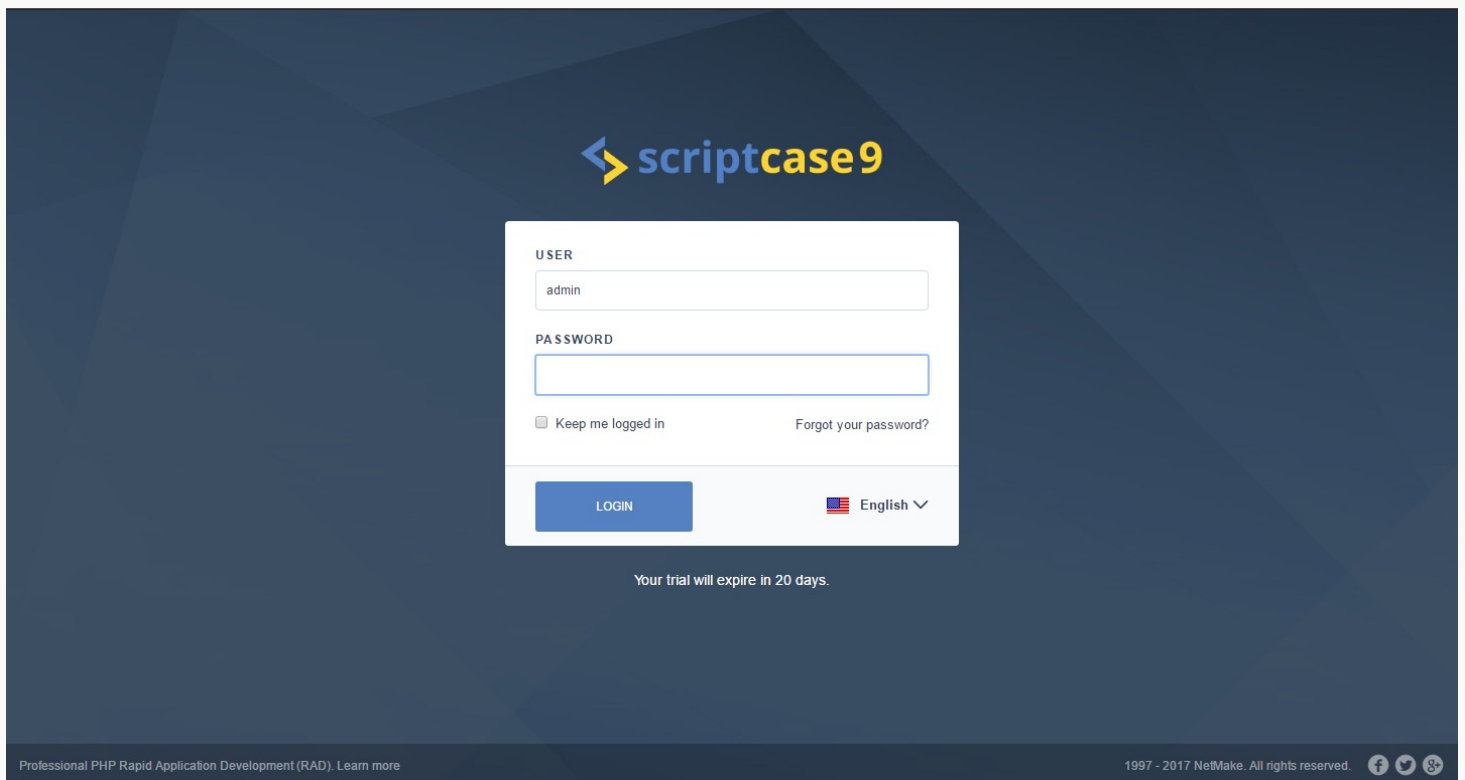 scriptcase9
USER
admin
PASSWORD
Keep me logged in Forgot your password?
LOGIN English
Your trial will expire in 20 days.
Professional PHP Rapid Application Development (RAD). Learn more 1997 - 2017 NetMake. All rights reserved.